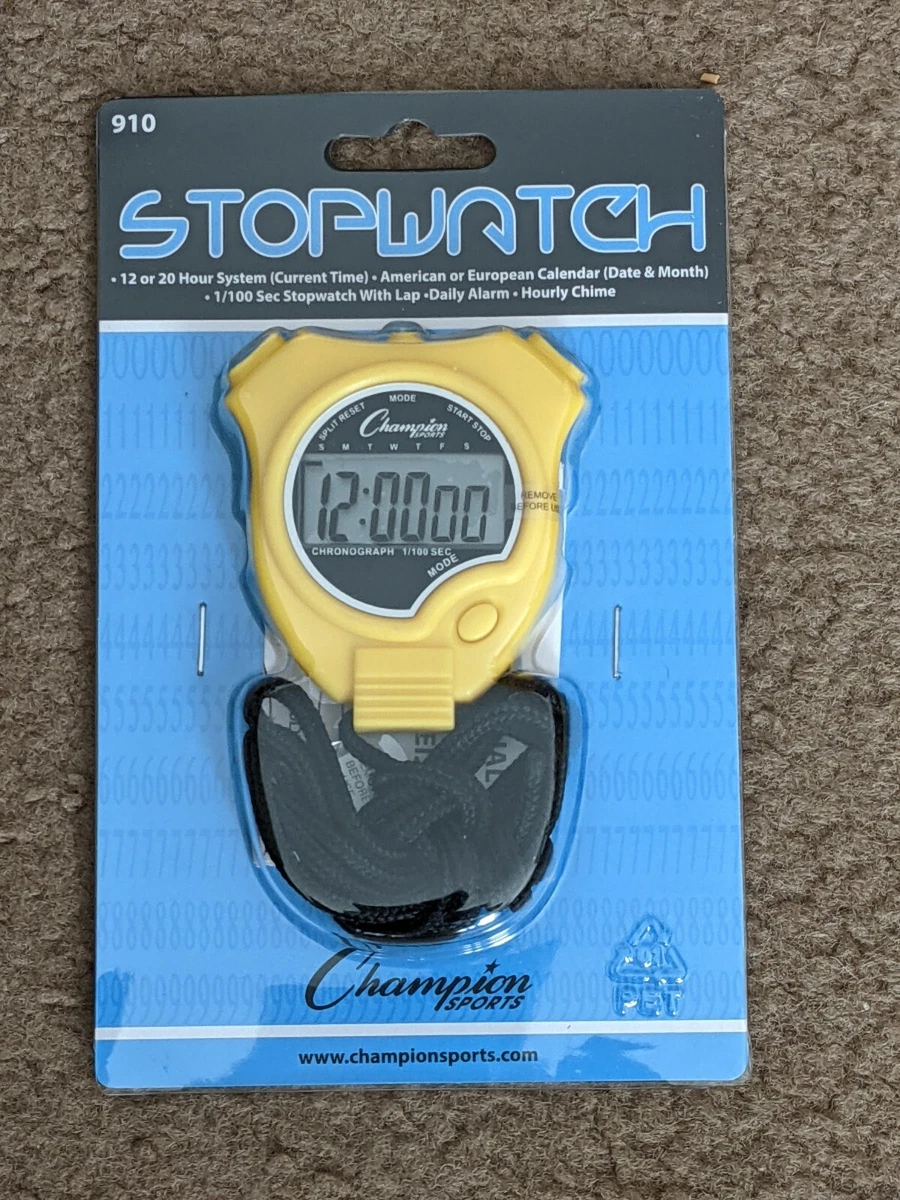 910
STOPWATCH
• 12 or 20 Hour System (Current Time) • American or European Calendar (Date & Month)
• 1/100 Sec Stopwatch With Lap •Daily Alarm • Hourly Chime
MODE
SPLIT RESET
START STOP
Champion
SPORTS
S M T W T F S
12:0000
REMOVE
BEFORE
CHRONOGRAPH 1/100 SEC
MODE
BEFORE
01
PET
Champion
SPORTS
www.championsports.com